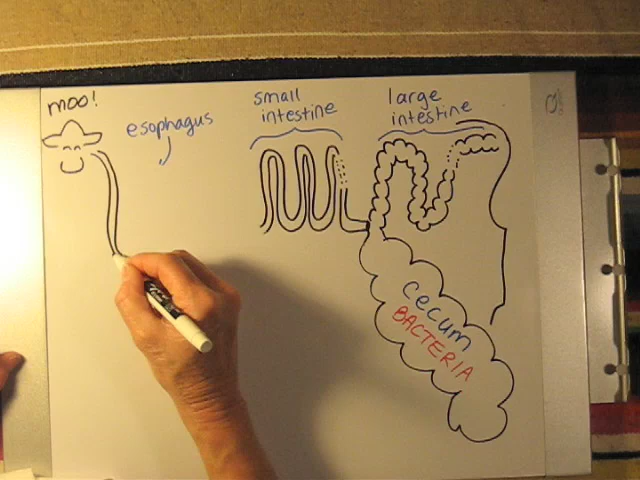 moo!
esophagus
small
intestine
large
intestine
cecum
BACTERIA